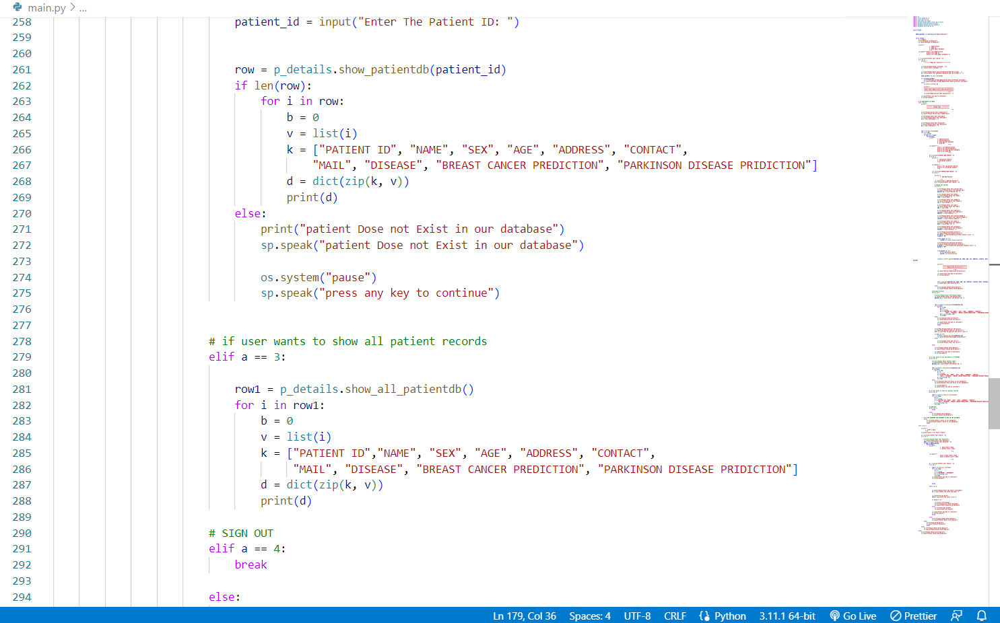 main.py > ...
258 patient_id = input("Enter The Patient ID: ")
259
260
261 row = p_details.show_patientdb(patient_id)
262 if len(row):
263 for i in row:
264 b = 0
265 v = list(i)
266 k = ["PATIENT ID", "NAME", "SEX", "AGE", "ADDRESS", "CONTACT",
267 "MAIL", "DISEASE", "BREAST CANCER PREDICTION", "PARKINSON DISEASE PRIDICTION"]
268 d = dict(zip(k, v))
269 print(d)
270 else:
271 print("patient Dose not Exist in our database")
272 sp.speak("patient Dose not Exist in our database")
273
274 os.system("pause")
275 sp.speak("press any key to continue")
276
277
278 # if user wants to show all patient records
279 elif a == 3:
280
281 row1 = p_details.show_all_patientdb()
282 for i in row1:
283 b = 0
284 v = list(i)
285 k = ["PATIENT ID","NAME", "SEX", "AGE", "ADDRESS", "CONTACT",
286 "MAIL", "DISEASE", "BREAST CANCER PREDICTION", "PARKINSON DISEASE PRIDICTION"]
287 d = dict(zip(k, v))
288 print(d)
289
290 # SIGN OUT
291 elif a == 4:
292 break
293
294 else:
Ln 179, Col 36 Spaces: 4 UTF-8 CRLF Python 3.11.1 64-bit Go Live Prettier